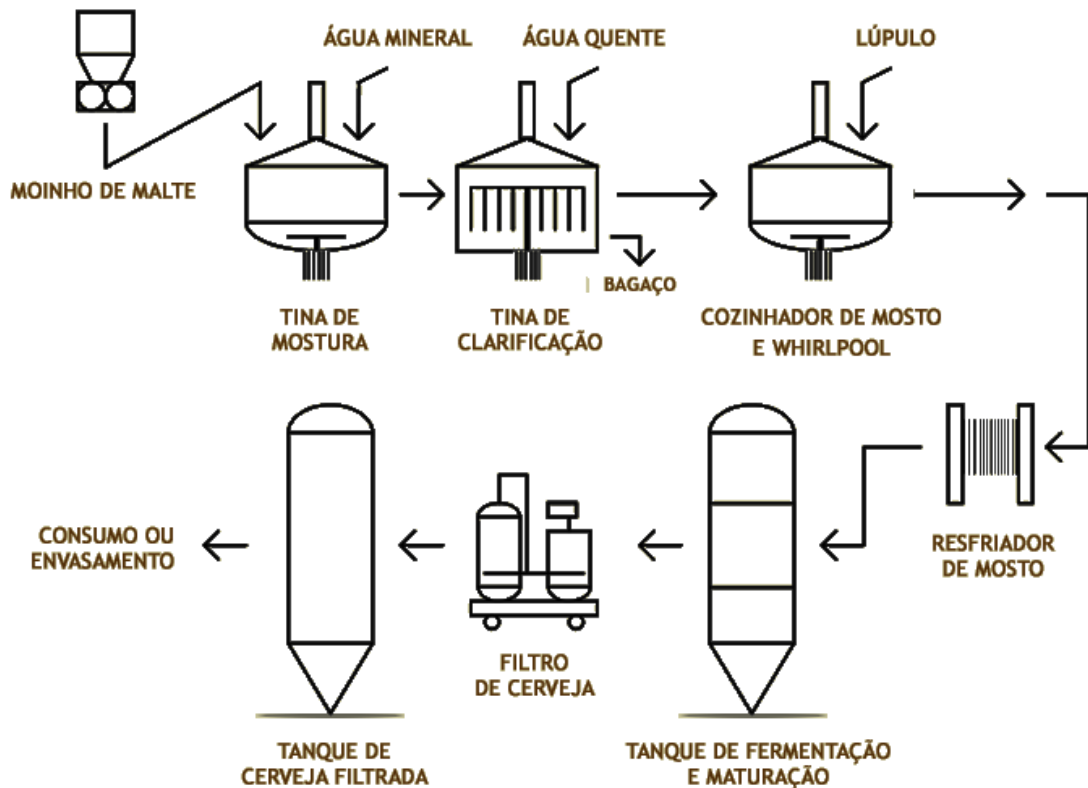 ÁGUA MINERAL
ÁGUA QUENTE
LÚPULO
MOINHO DE MALTE
BAGAÇO
TINA DE
MOSTURA
TINA DE
CLARIFICAÇÃO
COZINHADOR DE MOSTO
E WHIRLPOOL
RESFRIADOR
DE MOSTO
CONSUMO OU
ENVASAMENTO
FILTRO
DE CERVEJA
TANQUE DE
CERVEJA FILTRADA
TANQUE DE FERMENTAÇÃO
E MATURAÇÃO